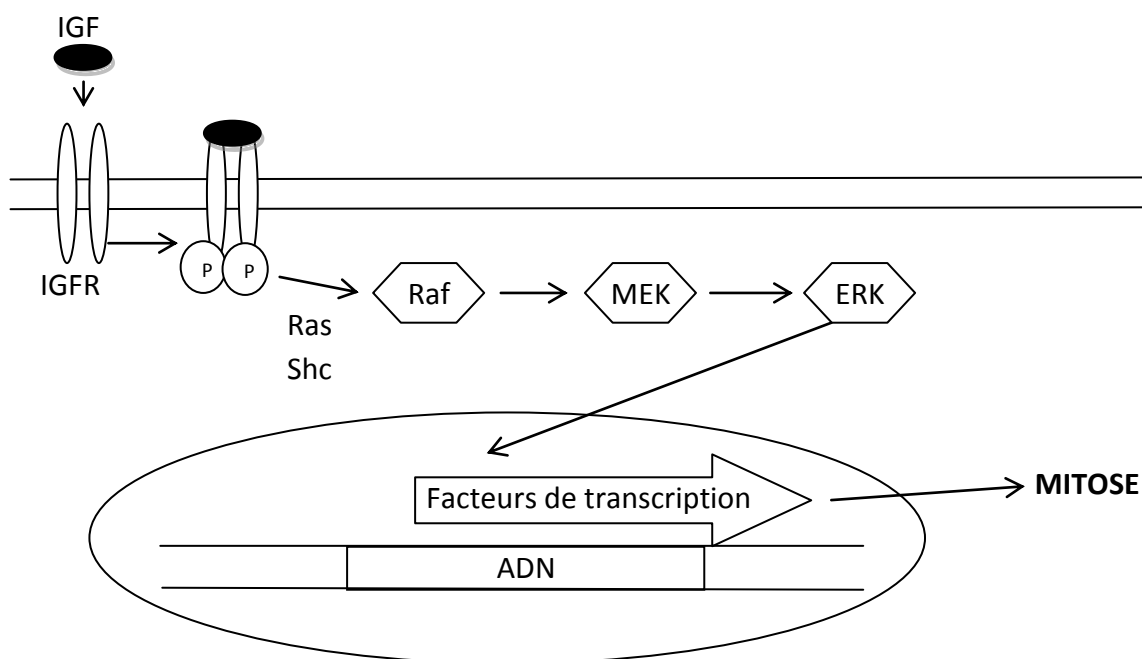 IGF
IGFR
P
P
Ras
Shc
Raf
MEK
ERK
Facteurs de transcription
MITOSE
ADN